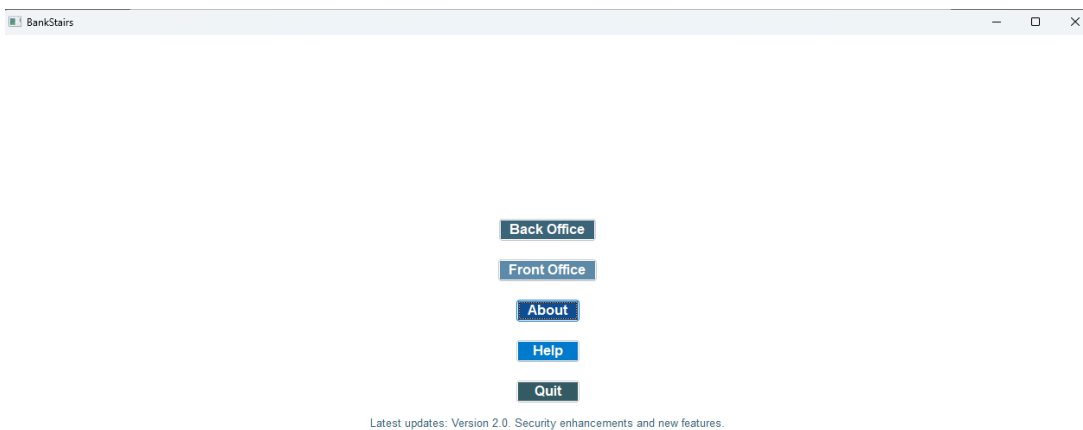 BankStairs
Back Office
Front Office
About
Help
Quit
Latest updates: Version 2.0. Security enhancements and new features.